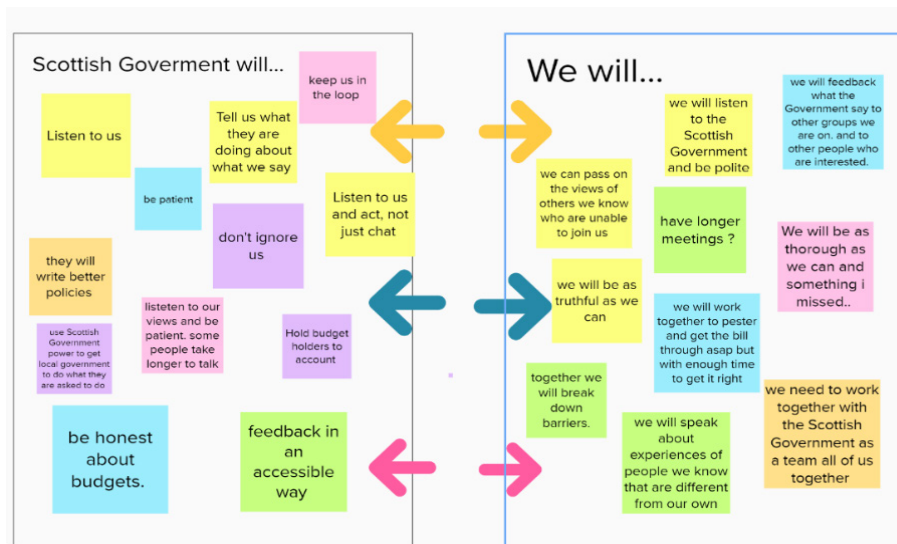 Scottish Goverment will...
keep us in
the loop
Listen to us
Tell us what
they are
doing about
what we say
be patient
Listen to us
and act, not
just chat
don't ignore
us
they will
write better
policies
use Scottish
Government
power to get
local government
to do what they
are asked to do
listeten to our
views and be
patient. some
people take
longer to talk
Hold budget
holders to
account
be honest
about
budgets.
feedback in
an
accessible
way
We will...
we will listen
to the
Scottish
Government
and be polite
we will feedback
what the
Government say to
other groups we
are on. and to
other people who
are interested.
we can pass on
the views of
others we know
who are unable
to join us
have longer
meetings ?
We will be as
thorough as
we can and
something i
missed..
we will be as
truthful as we
can
we will work
together to pester
and get the bill
through asap but
with enough time
to get it right
together we
will break
down
barriers.
we will speak
about
experiences of
people we know
that are different
from our own
we need to work
together with
the Scottish
Government as
a team all of us
together